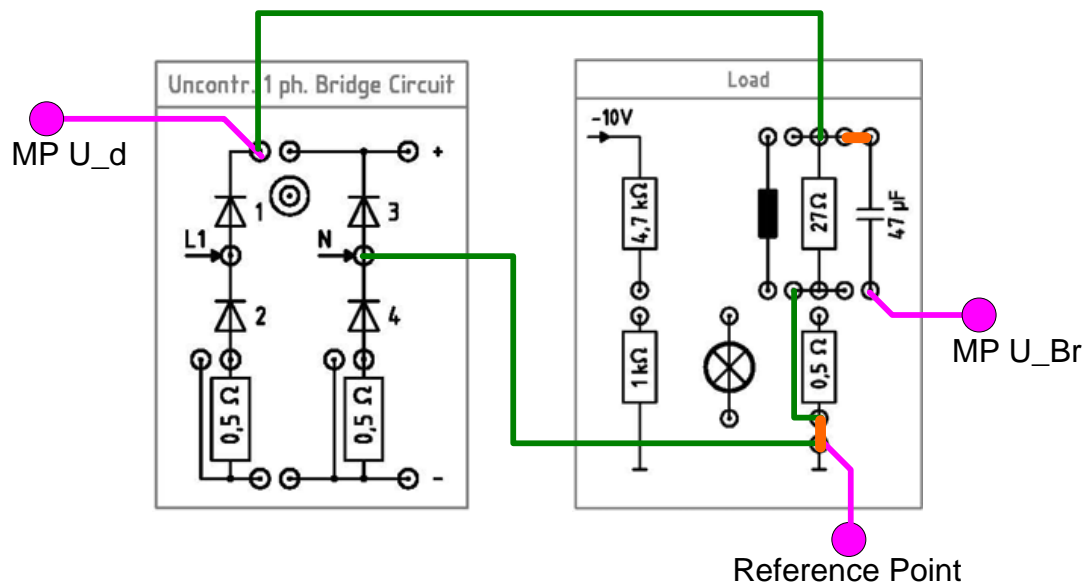 Uncontr. 1 ph. Bridge Circuit
Load
MP U_d
-10V
+
1
3
4,7 kΩ
27Ω
47 µF
L1
N
2
4
MP U_Br
0,5 Ω
0,5 Ω
1 kΩ
0,5 Ω
-
Reference Point